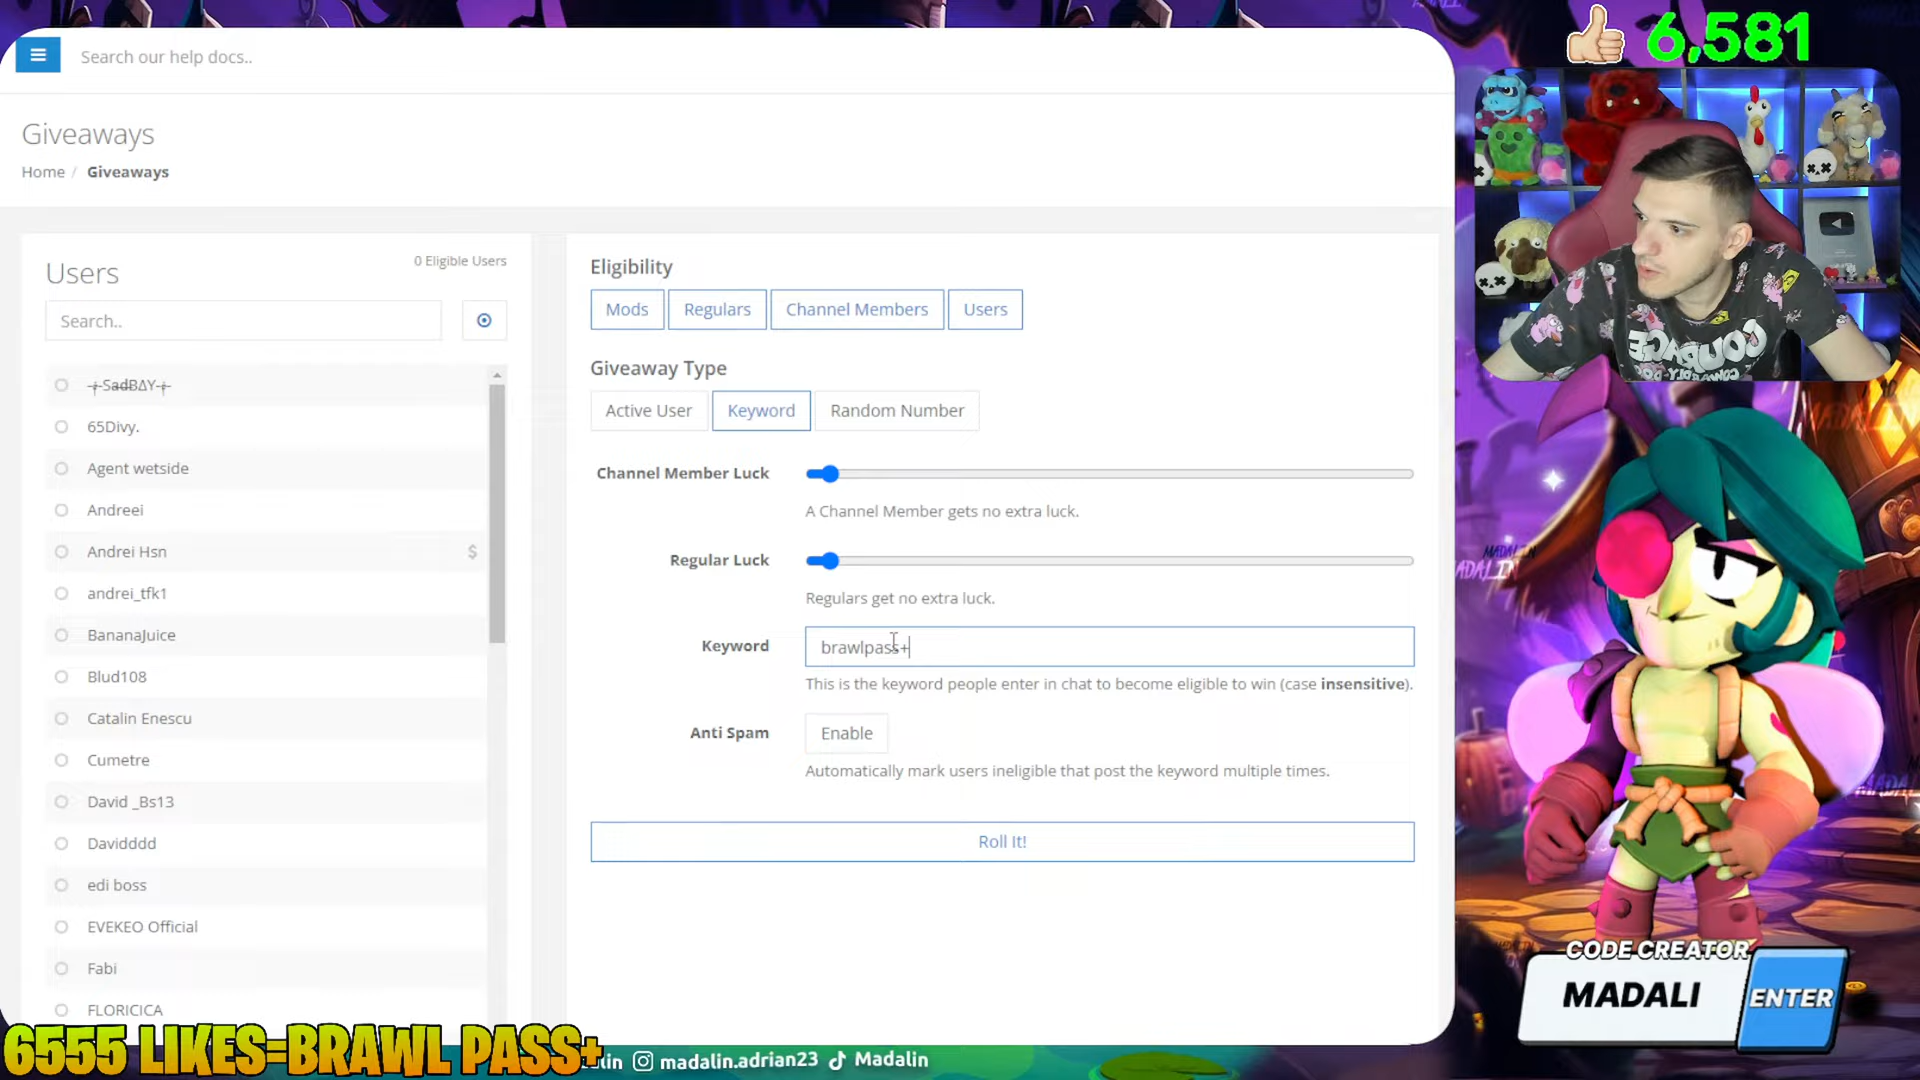 6,581
Search our help docs..
Giveaways
Home / Giveaways
Users
0 Eligible Users
Search..
-SadBΔY-
65Divy.
Agent wetside
Andreei
Andrei Hsn $
andrei_tfk1
BananaJuice
Blud108
Catalin Enescu
Cumetre
David _Bs13
Davidddd
edi boss
EVEKEO Official
Fabi
FLORICICA
Eligibility
Mods Regulars Channel Members Users
Giveaway Type
Active User Keyword Random Number
Channel Member Luck
A Channel Member gets no extra luck.
Regular Luck
Regulars get no extra luck.
Keyword brawlpass+
This is the keyword people enter in chat to become eligible to win (case insensitive).
Anti Spam Enable
Automatically mark users ineligible that post the keyword multiple times.
Roll It!
COURAGE
MADALIN
MADALIN
CODE CREATOR
MADALI ENTER
6555 LIKES=BRAWL PASS+
lin madalin.adrian23 Madalin